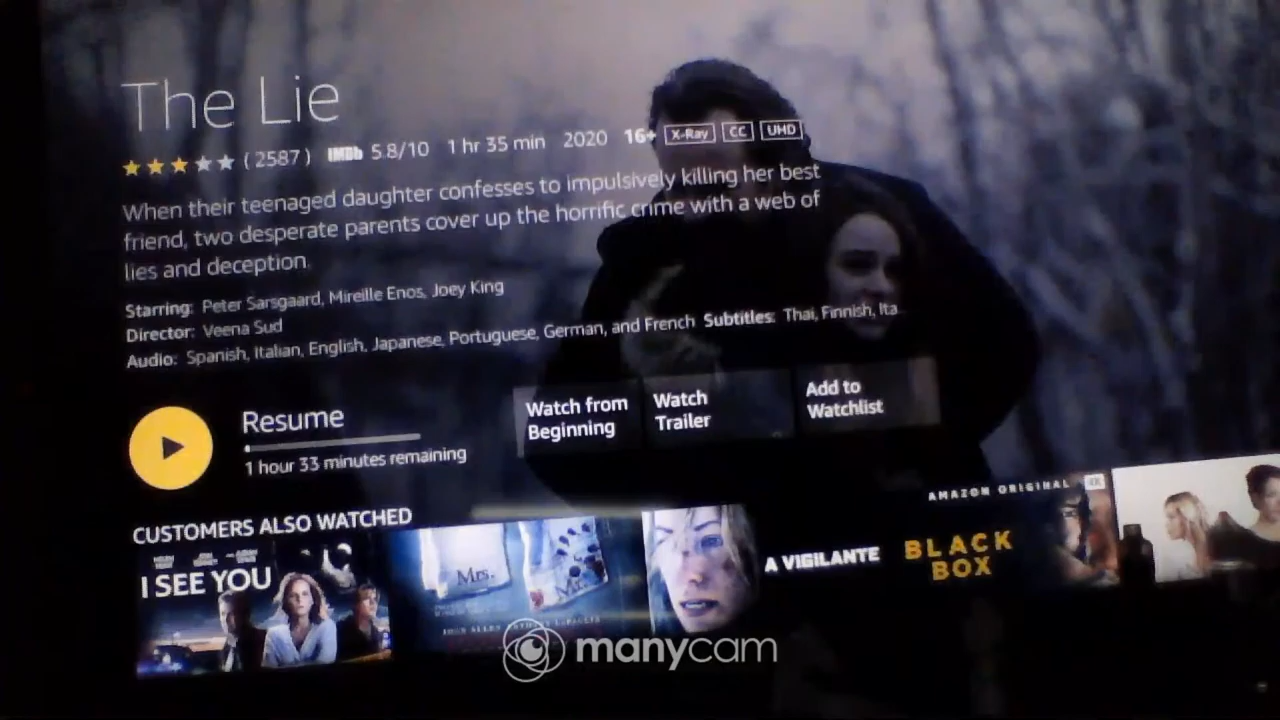 The Lie
( 2587 ) IMDb 5.8/10 1 hr 35 min 2020 16+ X-Ray CC UHD
When their teenaged daughter confesses to impulsively killing her best
friend, two desperate parents cover up the horrific crime with a web of
lies and deception.
Starring: Peter Sarsgaard, Mireille Enos, Joey King
Director: Veena Sud
Audio: Spanish, Italian, English, Japanese, Portuguese, German, and French Subtitles: Thai, Finnish, Ita
Resume
1 hour 33 minutes remaining
Watch from
Beginning
Watch
Trailer
Add to
Watchlist
CUSTOMERS ALSO WATCHED
I SEE YOU
Mrs.
Mr.
A VIGILANTE
AMAZON ORIGINAL
BLACK
BOX
manycam